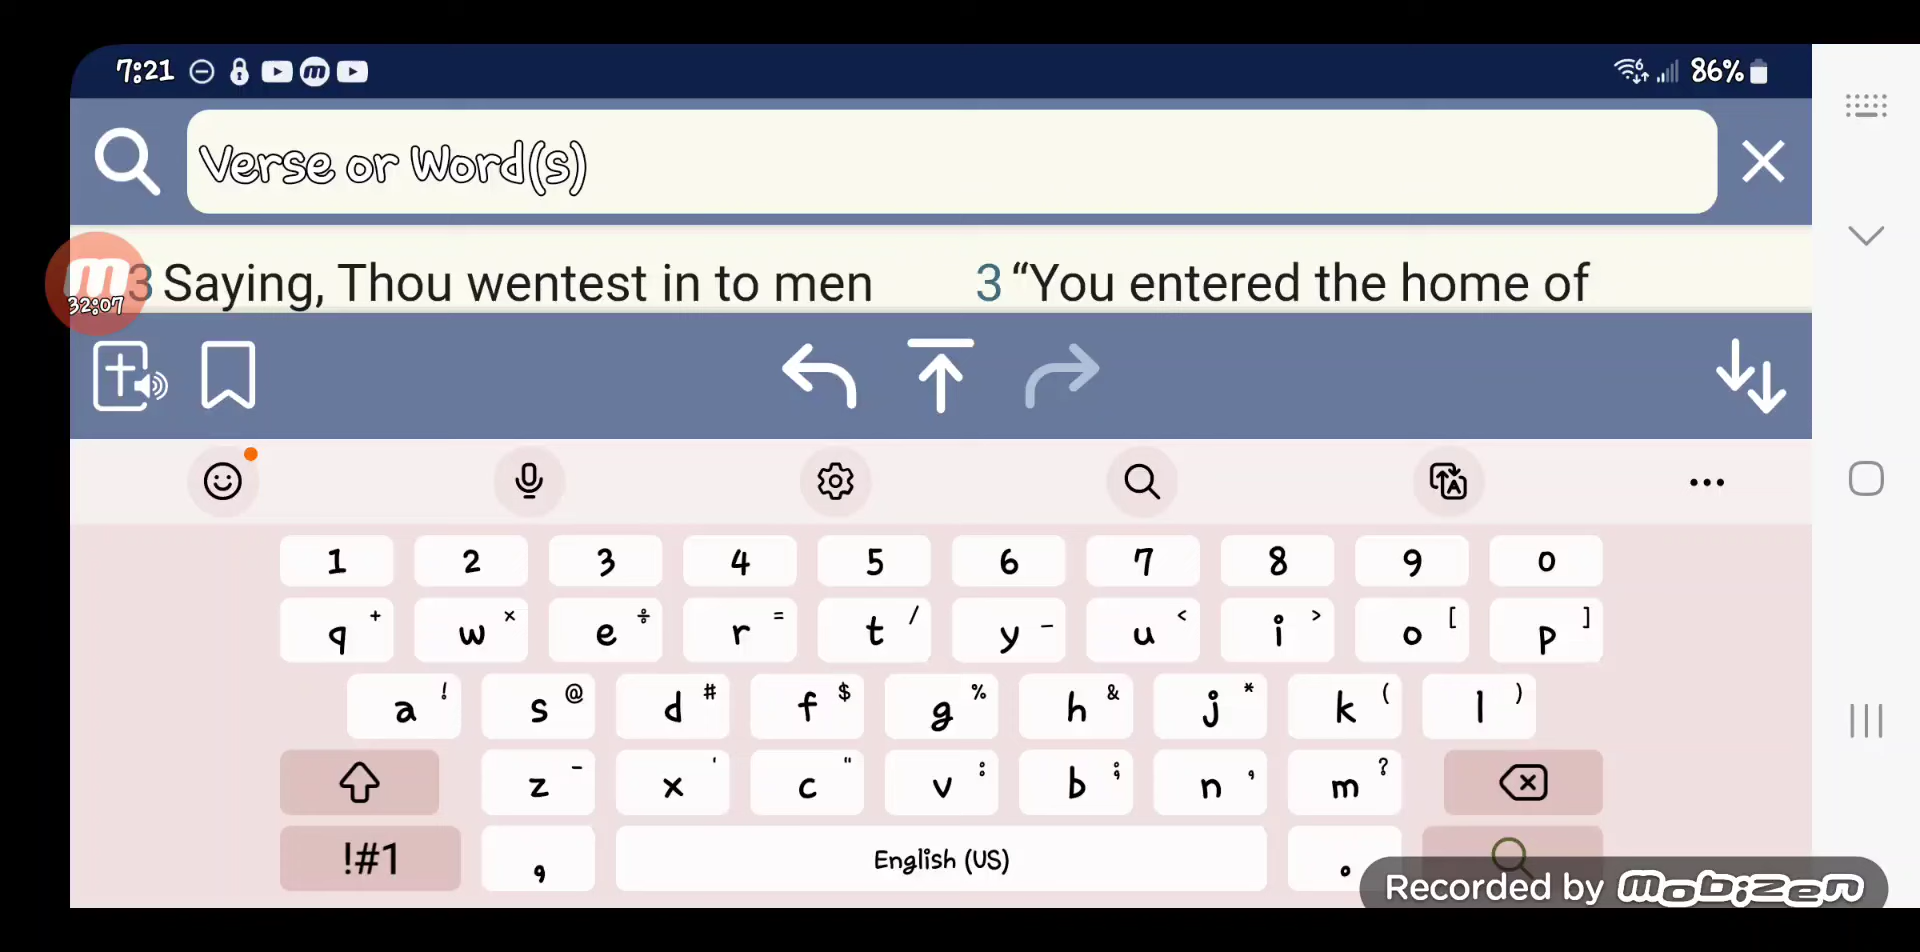 7:21 86%
Verse or Word(s)
3 Saying, Thou wentest in to men
3 “You entered the home of
32:07
1 2 3 4 5 6 7 8 9 0
q + w × e ÷ r = t / y - u < i > o [ p ]
a ! s @ d # f $ g % h & j * k ( l )
z - x ' c " v : b ; n , m ?
!#1 , English (US) .
Recorded by mobizen